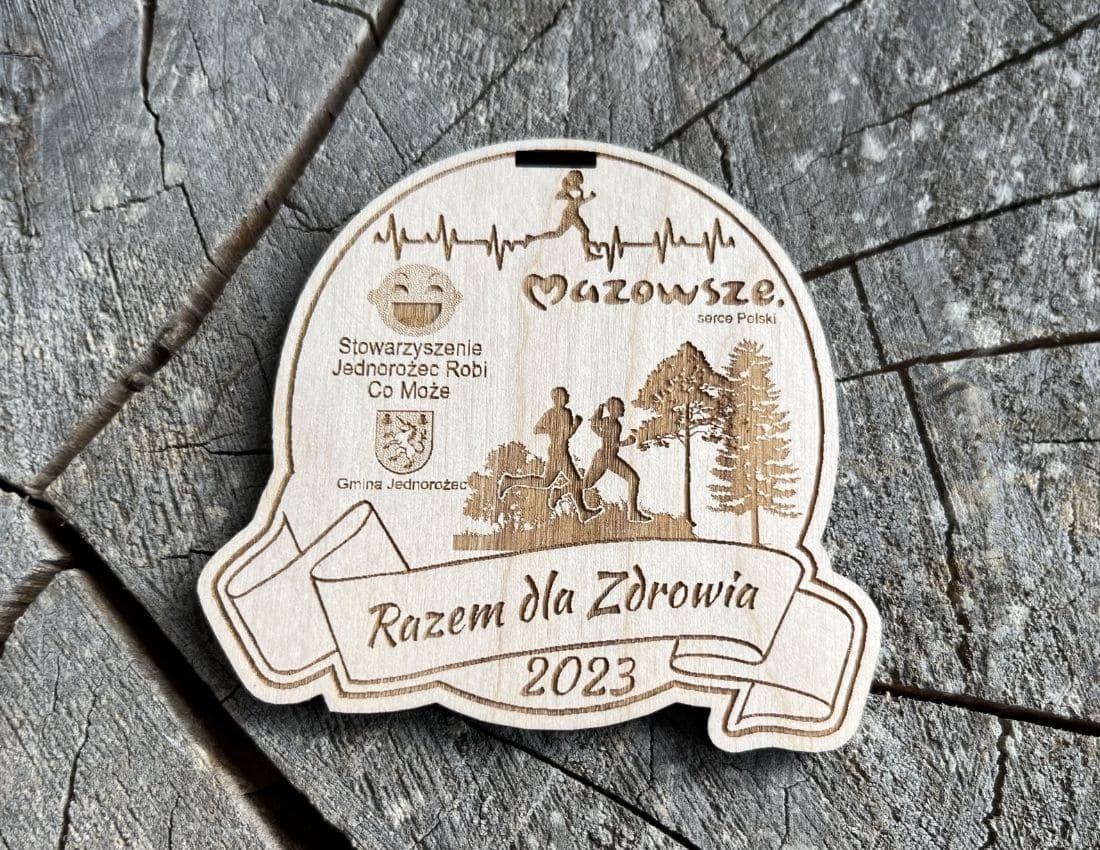 Mazowsze.
serce Polski
Stowarzyszenie
Jednorożec Robi
Co Może
Gmina Jednorożec
Razem dla Zdrowia
2023